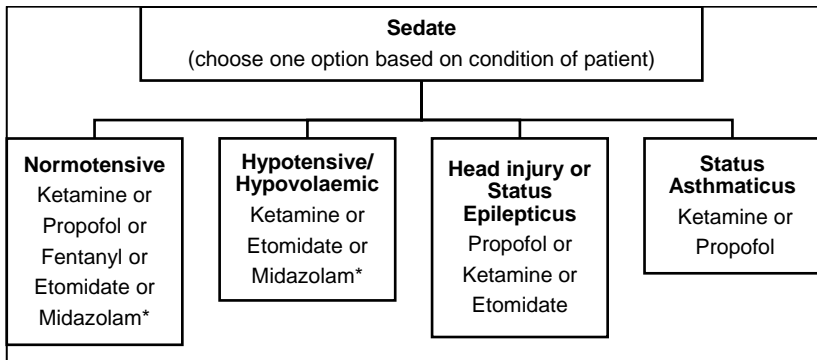 Sedate
(choose one option based on condition of patient)
Normotensive
Ketamine or
Propofol or
Fentanyl or
Etomidate or
Midazolam*
Hypotensive/
Hypovolaemic
Ketamine or
Etomidate or
Midazolam*
Head injury or
Status
Epilepticus
Propofol or
Ketamine or
Etomidate
Status
Asthmaticus
Ketamine or
Propofol